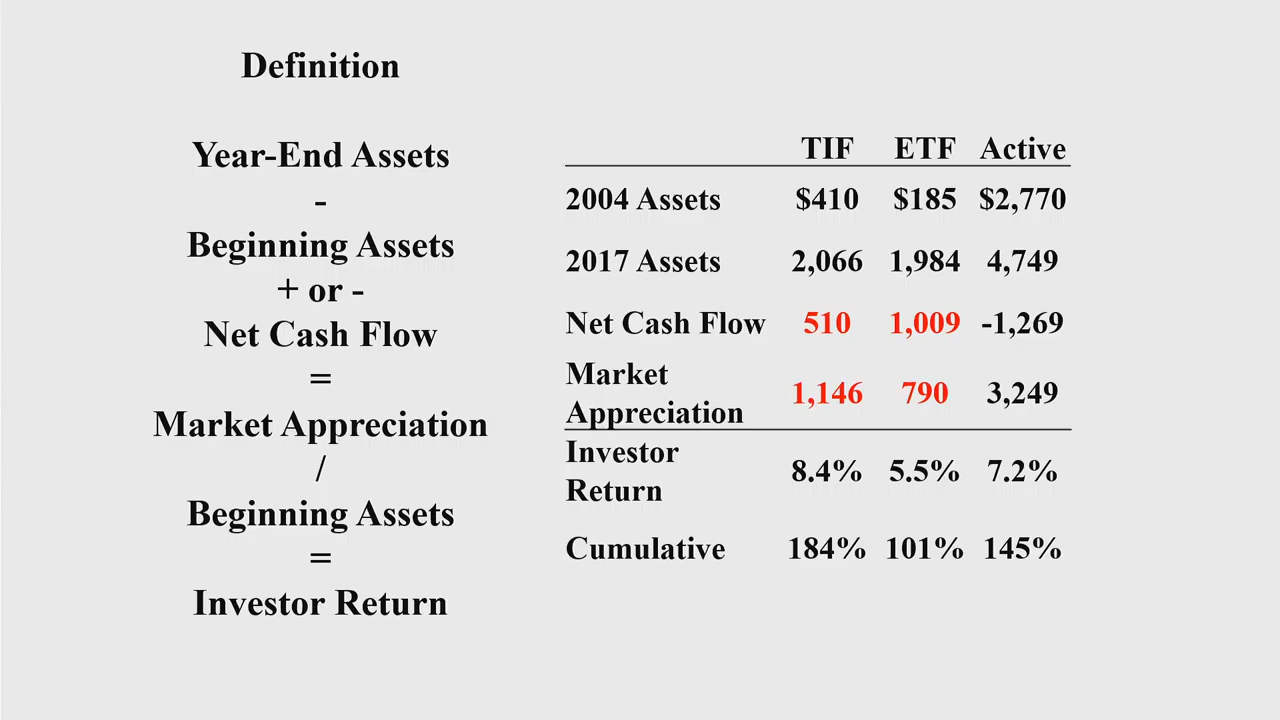 Definition
Year-End Assets
-
Beginning Assets
+ or -
Net Cash Flow
=
Market Appreciation
/
Beginning Assets
=
Investor Return
TIF ETF Active
2004 Assets $410 $185 $2,770
2017 Assets 2,066 1,984 4,749
Net Cash Flow 510 1,009 -1,269
Market
Appreciation 1,146 790 3,249
Investor
Return 8.4% 5.5% 7.2%
Cumulative 184% 101% 145%